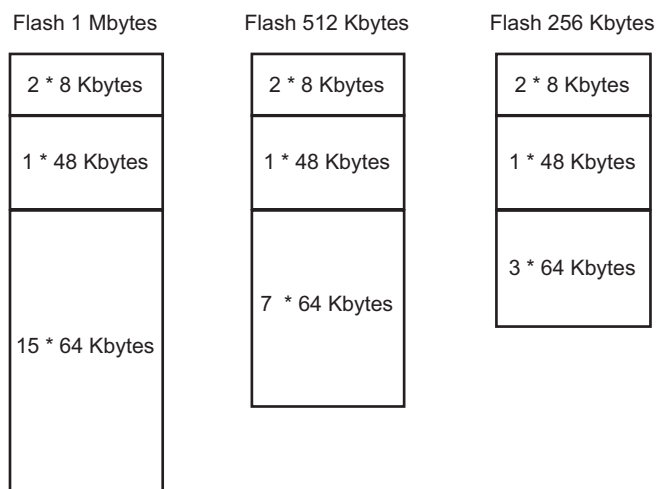 Flash 1 Mbytes
2 * 8 Kbytes
1 * 48 Kbytes
15 * 64 Kbytes
Flash 512 Kbytes
2 * 8 Kbytes
1 * 48 Kbytes
7 * 64 Kbytes
Flash 256 Kbytes
2 * 8 Kbytes
1 * 48 Kbytes
3 * 64 Kbytes